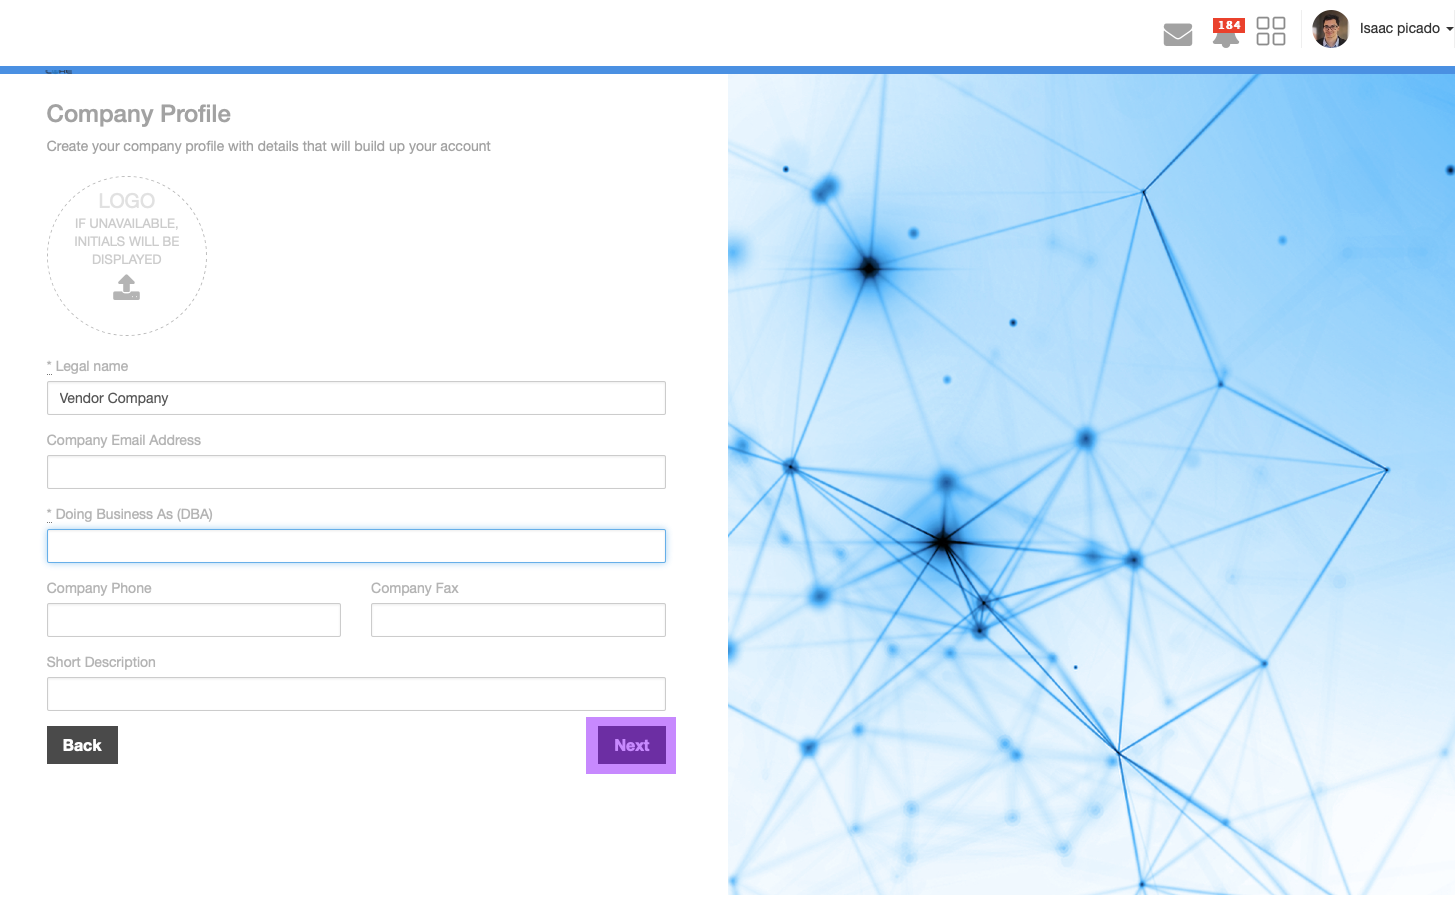 184
Isaac picado
Company Profile
Create your company profile with details that will build up your account
LOGO
IF UNAVAILABLE,
INITIALS WILL BE
DISPLAYED
* Legal name
Vendor Company
Company Email Address
* Doing Business As (DBA)
Company Phone
Company Fax
Short Description
Back
Next